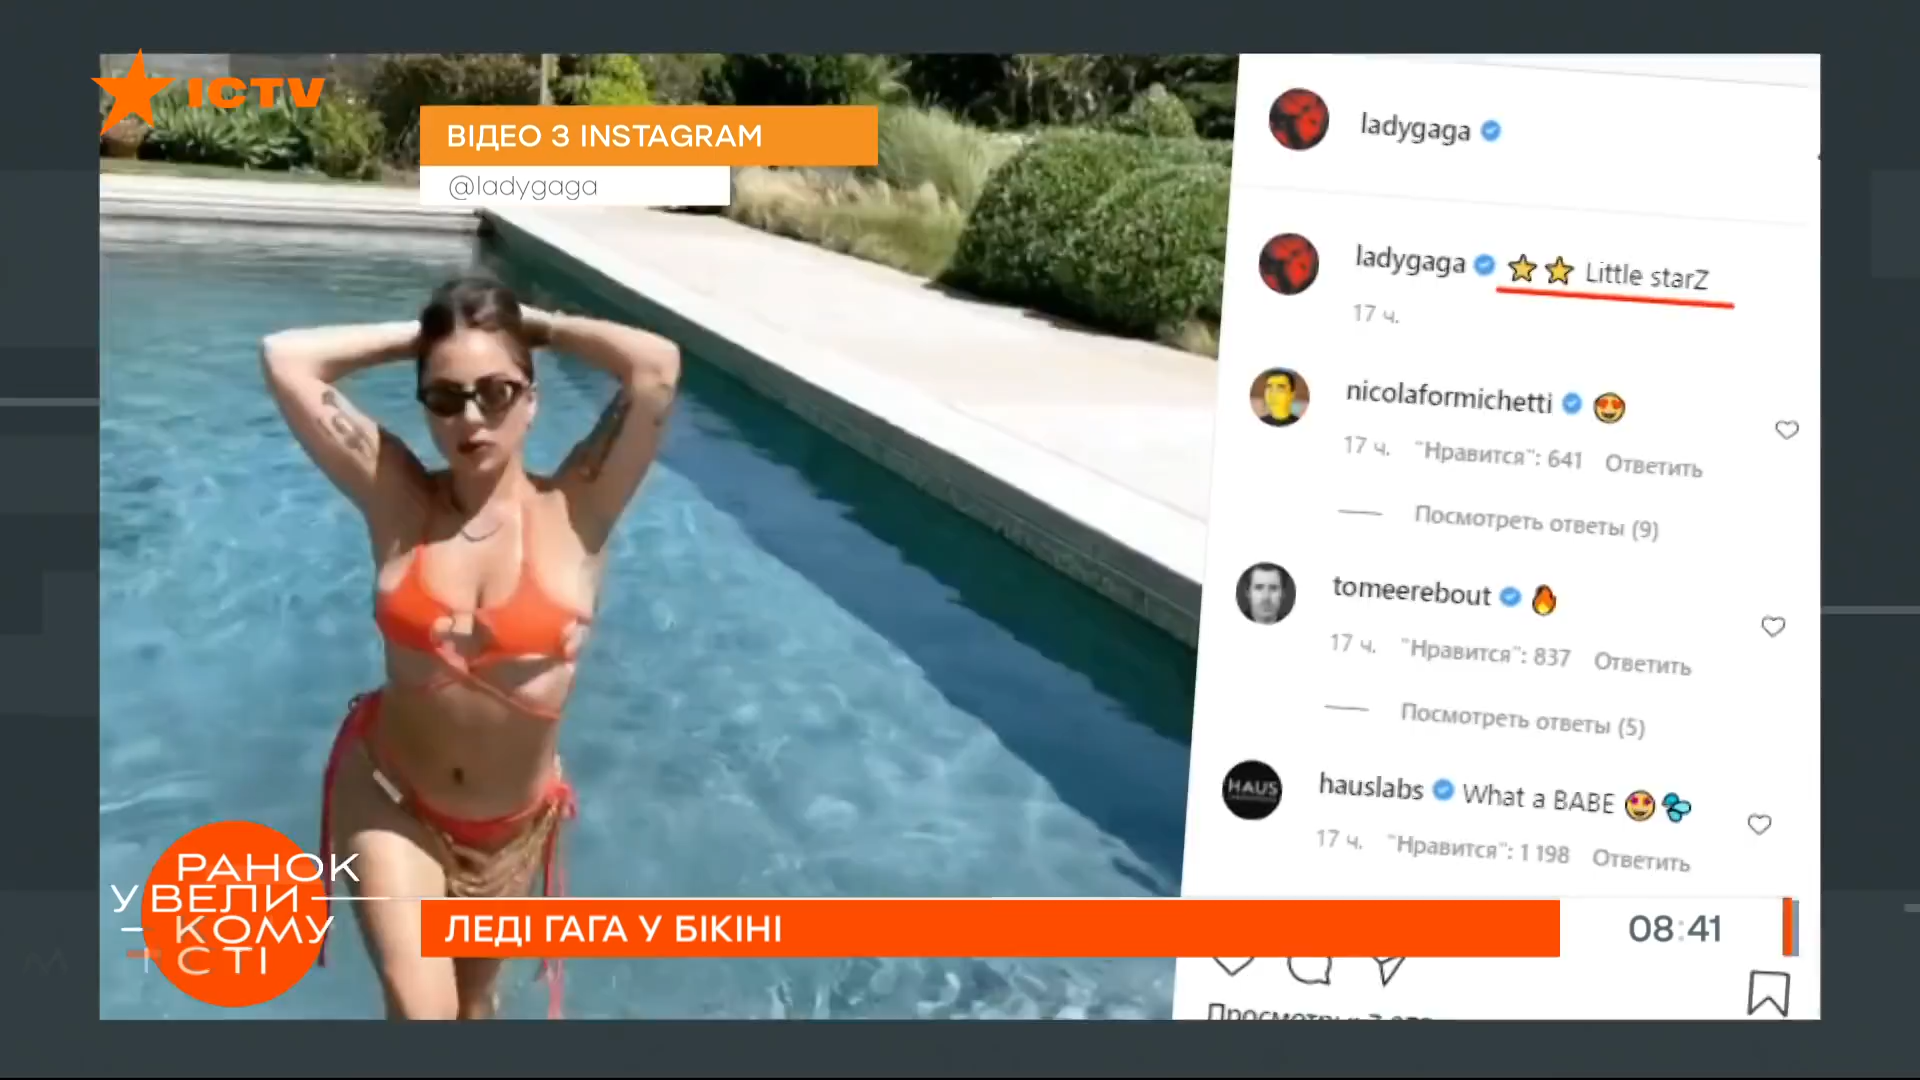 ICTV
ВІДЕО З INSTAGRAM
@ladygaga
ladygaga
ladygaga ⭐⭐ Little starZ
17 ч.
nicolaformichetti 😍
17 ч. "Нравится": 641 Ответить
Посмотреть ответы (9)
tomeerebout 🔥
17 ч. "Нравится": 837 Ответить
Посмотреть ответы (5)
HAUS
hauslabs What a BABE 😍💦
17 ч. "Нравится": 1 198 Ответить
РАНОК
У ВЕЛИ
КОМУ
ІСТІ
ЛЕДІ ГАГА У БІКІНІ
08:41